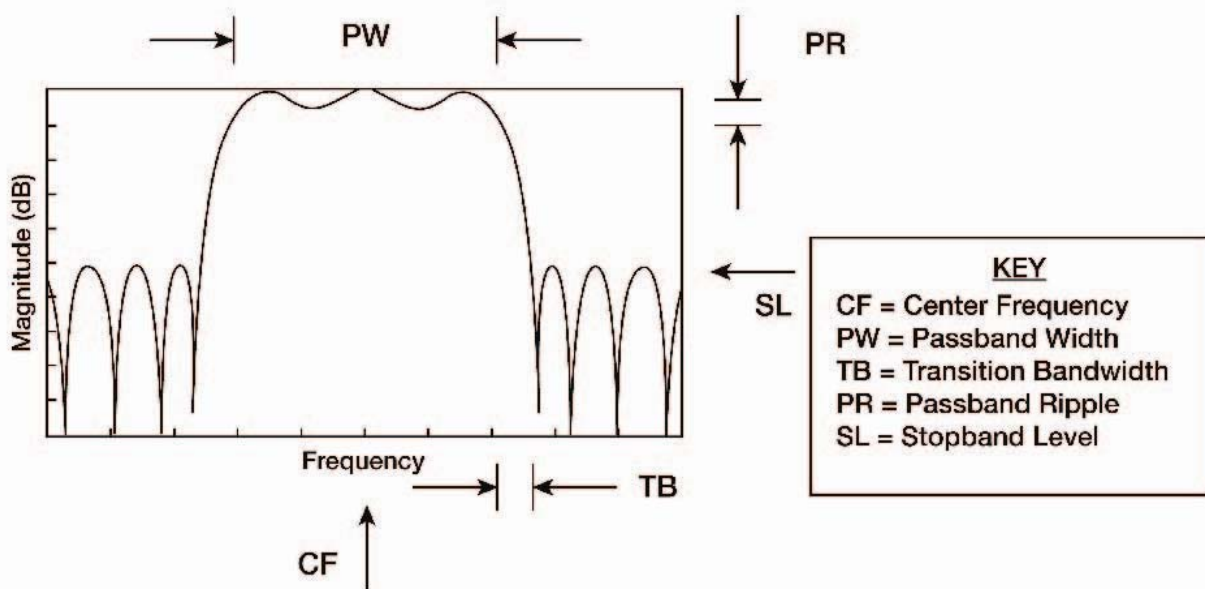 PW
PR
Magnitude (dB)
SL
KEY
CF = Center Frequency
PW = Passband Width
TB = Transition Bandwidth
PR = Passband Ripple
SL = Stopband Level
Frequency
TB
CF